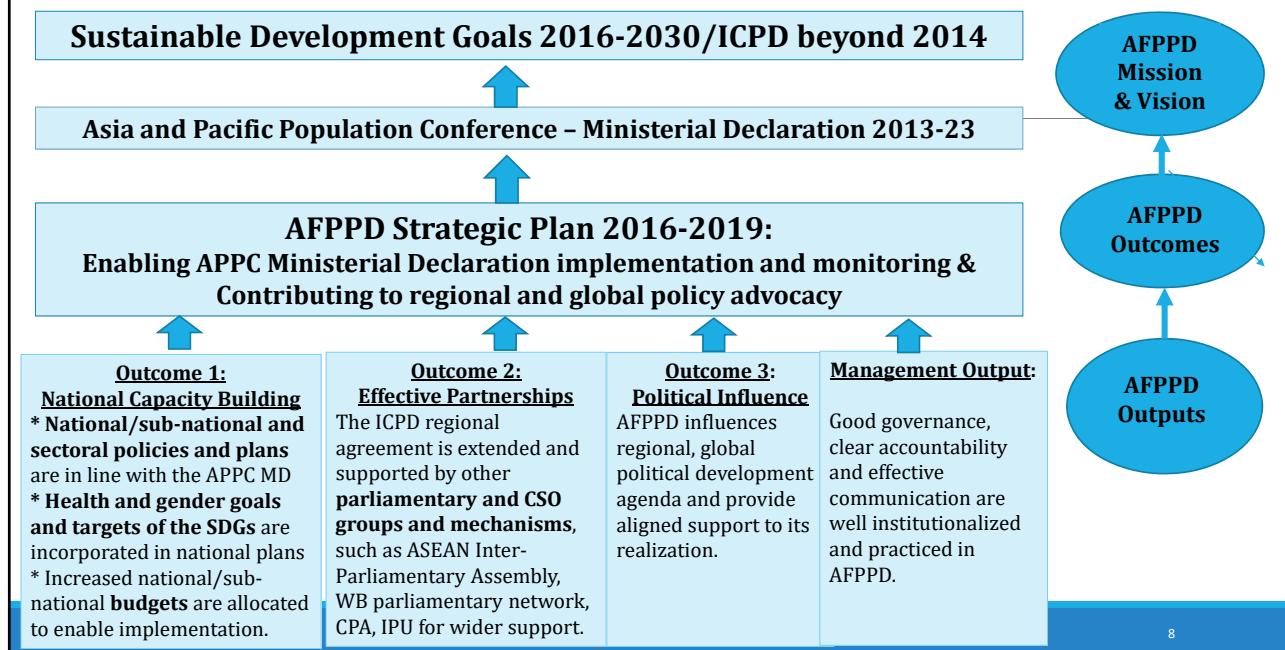 Sustainable Development Goals 2016-2030/ICPD beyond 2014
Asia and Pacific Population Conference – Ministerial Declaration 2013-23
AFPPD Strategic Plan 2016-2019:
Enabling APPC Ministerial Declaration implementation and monitoring &
Contributing to regional and global policy advocacy
Outcome 1:
National Capacity Building
* National/sub-national and
sectoral policies and plans
are in line with the APPC MD
* Health and gender goals
and targets of the SDGs are
incorporated in national plans
* Increased national/sub-
national budgets are allocated
to enable implementation.
Outcome 2:
Effective Partnerships
The ICPD regional
agreement is extended and
supported by other
parliamentary and CSO
groups and mechanisms,
such as ASEAN Inter-
Parliamentary Assembly,
WB parliamentary network,
CPA, IPU for wider support.
Outcome 3:
Political Influence
AFPPD influences
regional, global
political development
agenda and provide
aligned support to its
realization.
Management Output:
Good governance,
clear accountability
and effective
communication are
well institutionalized
and practiced in
AFPPD.
AFPPD
Mission
& Vision
AFPPD
Outcomes
AFPPD
Outputs
8